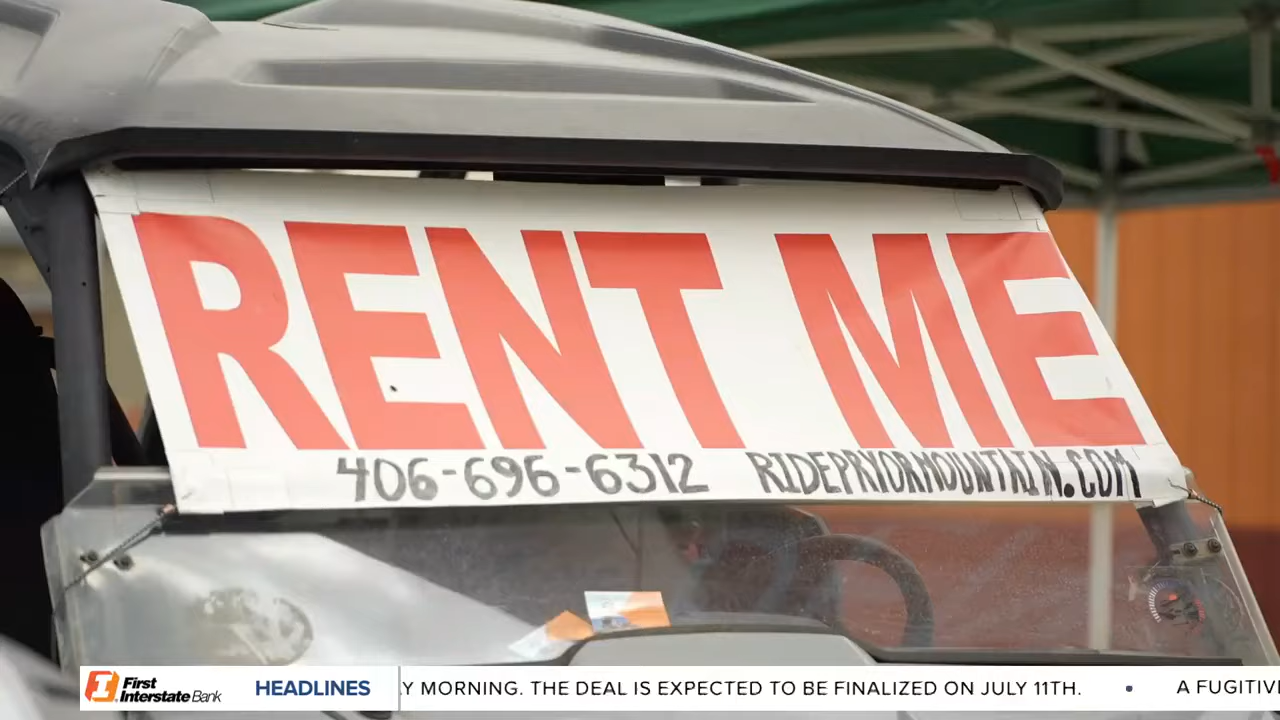 RENT ME
406-696-6312 RIDEPRYORMOUNTAIN.COM
First
Interstate Bank
HEADLINES
Y MORNING. THE DEAL IS EXPECTED TO BE FINALIZED ON JULY 11TH. • A FUGITIV